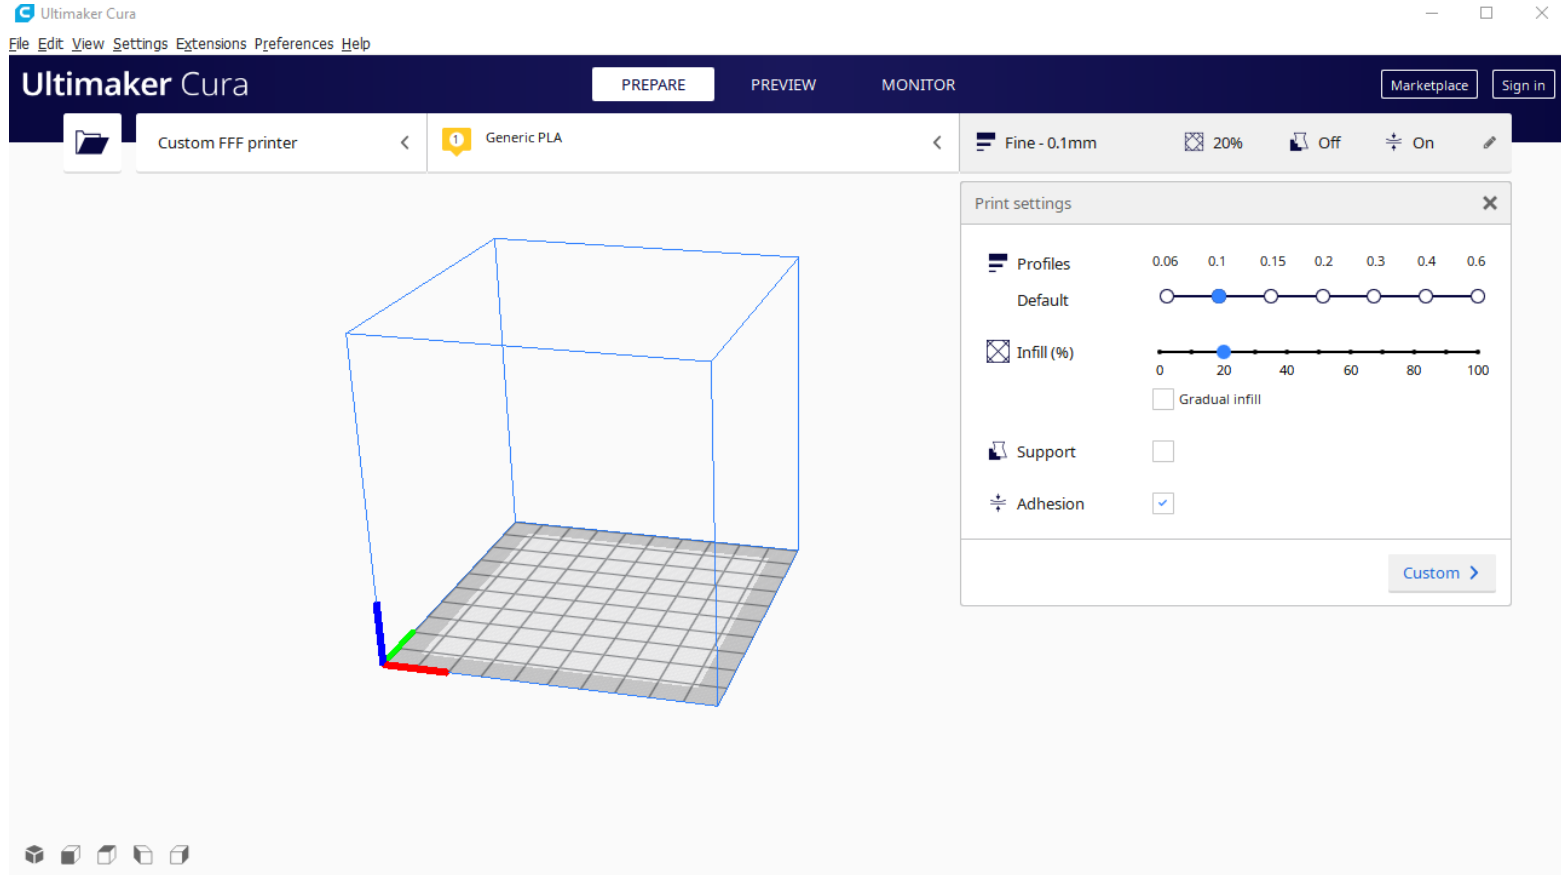 Ultimaker Cura
File Edit View Settings Extensions Preferences Help
Ultimaker Cura
PREPARE
PREVIEW
MONITOR
Marketplace
Sign in
Custom FFF printer
1
Generic PLA
Fine - 0.1mm
20%
Off
On
Print settings
Profiles
0.06 0.1 0.15 0.2 0.3 0.4 0.6
Default
Infill (%)
0 20 40 60 80 100
Gradual infill
Support
Adhesion
Custom